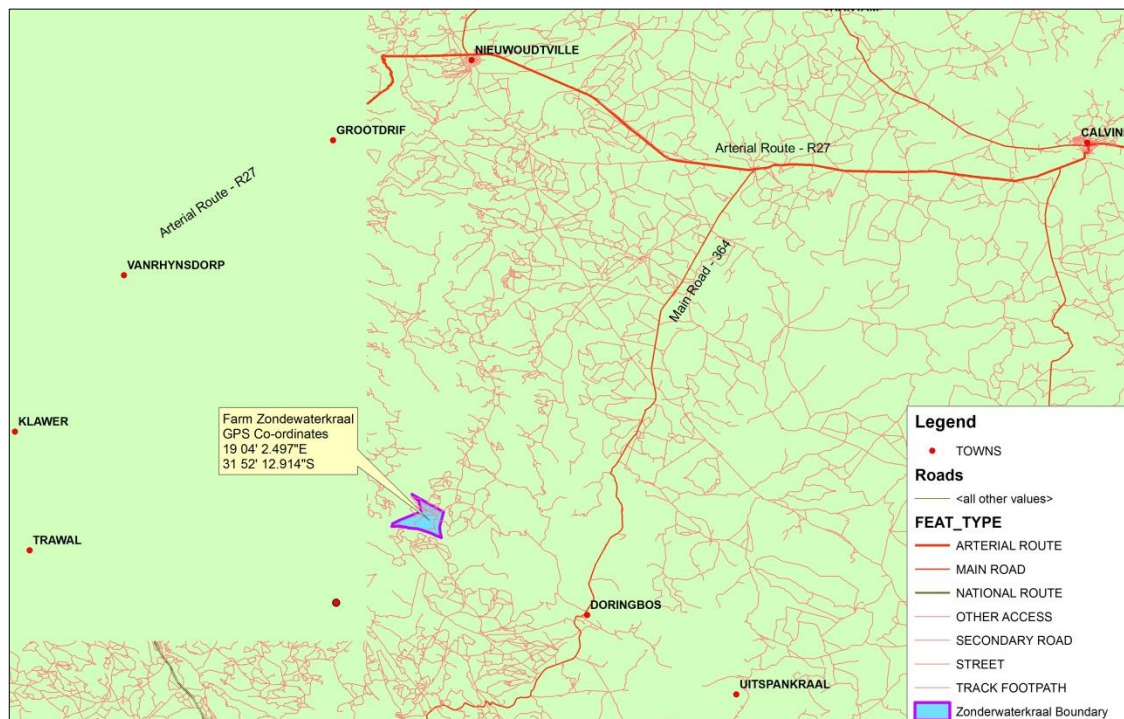 NIEUWOUDTVILLE
GROOTDRIF
Arterial Route - R27
CALVINI
Arterial Route - R27
VANRHYNSDORP
Main Road - 364
KLAWER
Farm Zondewaterkraal
GPS Co-ordinates
19 04' 2.497"E
31 52' 12.914"S
TRAWAL
DORINGBOS
UITSPANKRAAL
Legend
TOWNS
Roads
<all other values>
FEAT_TYPE
ARTERIAL ROUTE
MAIN ROAD
NATIONAL ROUTE
OTHER ACCESS
SECONDARY ROAD
STREET
TRACK FOOTPATH
Zonderwaterkraal Boundary